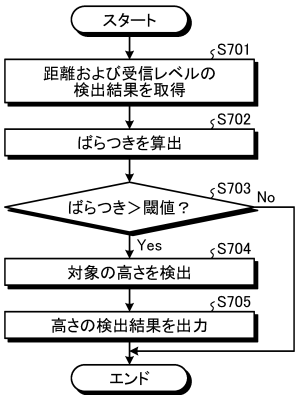 スタート
S701
距離および受信レベルの
検出結果を取得
S702
ばらつきを算出
S703
ばらつき＞閾値？
No
Yes
S704
対象の高さを検出
S705
高さの検出結果を出力
エンド